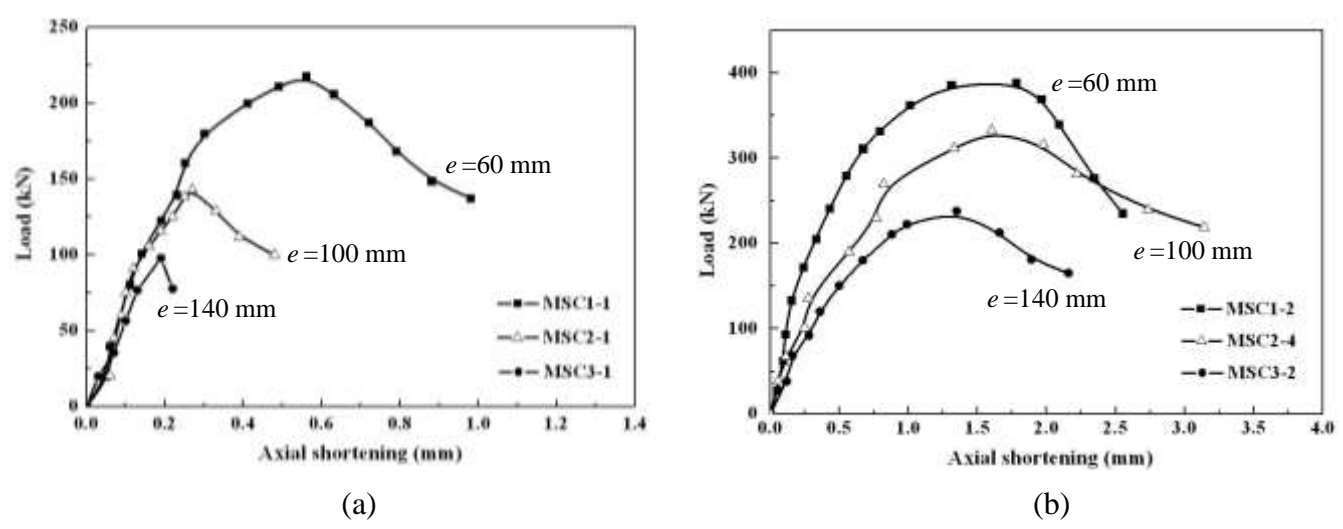 250
200
150
100
50
0
Load (kN)
0.0 0.2 0.4 0.6 0.8 1.0 1.2 1.4
Axial shortening (mm)
e=60 mm
e=100 mm
e=140 mm
MSC1-1
MSC2-1
MSC3-1
(a)
400
300
200
100
0
Load (kN)
0.0 0.5 1.0 1.5 2.0 2.5 3.0 3.5 4.0
Axial shortening (mm)
e=60 mm
e=100 mm
e=140 mm
MSC1-2
MSC2-4
MSC3-2
(b)